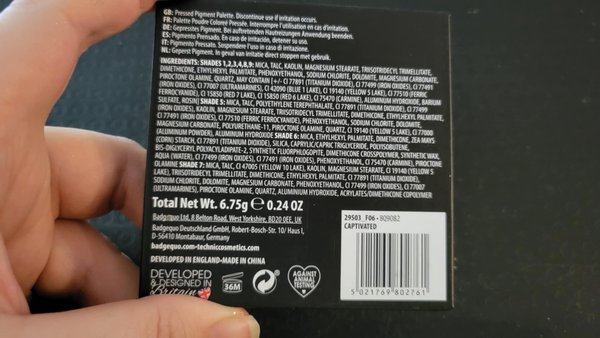 GB: Pressed Pigment Palette. Discontinue use if irritation occurs.
FR: Palette Poudre Colorée Pressée. Interrompre l'utilisation en cas d'irritation.
DE: Gepresstes Pigment. Bei auftretenden Hautreizungen Anwendung beenden.
ES: Pigmento Prensado. En caso de irritación, detener su uso.
IT: Pigmento Pressato. Sospendere l'uso in caso di irritazione.
NL: Geperst Pigment. In geval van irritatie direct stoppen met gebruik.
INGREDIENTS: SHADES 1,2,3,4,8,9: MICA, TALC, KAOLIN, MAGNESIUM STEARATE, TRIISOTRIDECYL TRIMELLITATE,
DIMETHICONE, ETHYLHEXYL PALMITATE, PHENOXYETHANOL, SODIUM CHLORIDE, DOLOMITE, MAGNESIUM CARBONATE,
PIROCTONE OLAMINE, QUARTZ, MAY CONTAIN [+/- CI 77891 (TITANIUM DIOXIDE), CI 77499 (IRON OXIDES), CI 77491
(IRON OXIDES), CI 77007 (ULTRAMARINES), CI 42090 (BLUE 1 LAKE), CI 19140 (YELLOW 5 LAKE), CI 77510 (FERRIC
FERROCYANIDE), CI 15850 (RED 7 LAKE), CI 15850 (RED 6 LAKE), CI 75470 (CARMINE), ALUMINUM HYDROXIDE, BARIUM
SULFATE, ROSIN] SHADE 5: MICA, TALC, POLYETHYLENE TEREPHTHALATE, CI 77891 (TITANIUM DIOXIDE), CI 77499
(IRON OXIDES), KAOLIN, MAGNESIUM STEARATE, TRIISOTRIDECYL TRIMELLITATE, DIMETHICONE, ETHYLHEXYL PALMITATE, CI
77491 (IRON OXIDES), CI 77510 (FERRIC FERROCYANIDE), PHENOXYETHANOL, SODIUM CHLORIDE, DOLOMITE,
MAGNESIUM CARBONATE, POLYURETHANE-11, PIROCTONE OLAMINE, QUARTZ, CI 19140 (YELLOW 5 LAKE), CI 77000
(ALUMINUM POWDER), ALUMINUM HYDROXIDE SHADE 6: MICA, DIMETHICONE, ETHYLHEXYL PALMITATE, DIMETHICONE, ZEA MAYS
(CORN) STARCH, CI 77891 (TITANIUM DIOXIDE), SILICA, CAPRYLIC/CAPRIC TRIGLYCERIDE, POLYISOBUTENE,
BIS-DIGLYCERYL POLYACYLADIPATE-2, SYNTHETIC FLUORPHLOGOPITE, DIMETHICONE CROSSPOLYMER, SYNTHETIC WAX,
AQUA (WATER), CI 77499 (IRON OXIDES), CI 77491 (IRON OXIDES), PHENOXYETHANOL, CI 75470 (CARMINE), PIROCTONE
OLAMINE SHADE 7: MICA, TALC, CI 4705 (YELLOW 10 LAKE), KAOLIN, MAGNESIUM STEARATE, CI 19140 (YELLOW 5
LAKE), TRIISOTRIDECYL TRIMELLITATE, DIMETHICONE, ETHYLHEXYL PALMITATE, CI 77891 (TITANIUM DIOXIDE),
SODIUM CHLORIDE, DOLOMITE, MAGNESIUM CARBONATE, PHENOXYETHANOL, CI 77499 (IRON OXIDES), CI 77007
(ULTRAMARINES), PIROCTONE OLAMINE, QUARTZ, ALUMINUM HYDROXIDE, ACRYLATES/DIMETHICONE COPOLYMER
Total Net Wt. 6.75g ℮ 0.24 OZ
Badgequo Ltd, 8 Belton Road, West Yorkshire, BD20 0EE, UK
Badgequo Deutschland GmbH, Robert-Bosch-Str. 10/ Haus I,
D-56410 Montabaur, Germany
badgequo.com-techniccosmetics.com
DEVELOPED IN ENGLAND-MADE IN CHINA
DEVELOPED
& DESIGNED IN
Britain
36M
AGAINST
ANIMAL
TESTING
29503_F06 - BQ9082
CAPTIVATED
5 021769 802761